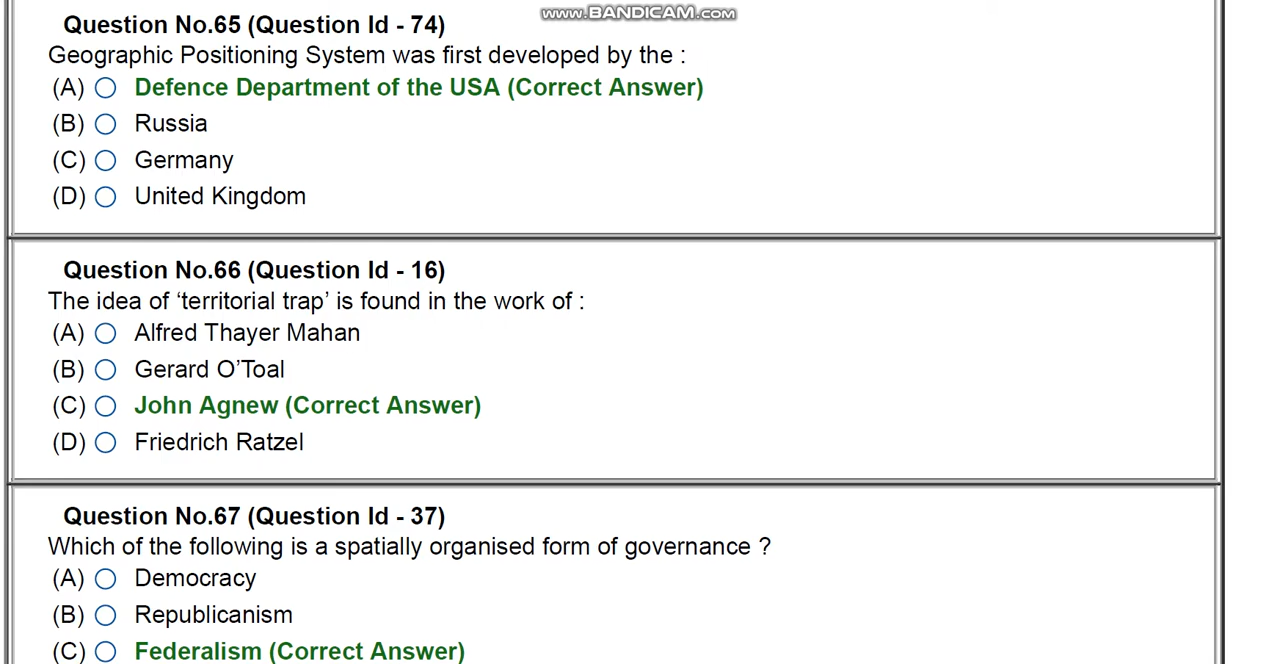 www.BANDICAM.com
Question No.65 (Question Id - 74)
Geographic Positioning System was first developed by the :
(A) Defence Department of the USA (Correct Answer)
(B) Russia
(C) Germany
(D) United Kingdom
Question No.66 (Question Id - 16)
The idea of ‘territorial trap’ is found in the work of :
(A) Alfred Thayer Mahan
(B) Gerard O’Toal
(C) John Agnew (Correct Answer)
(D) Friedrich Ratzel
Question No.67 (Question Id - 37)
Which of the following is a spatially organised form of governance ?
(A) Democracy
(B) Republicanism
(C) Federalism (Correct Answer)